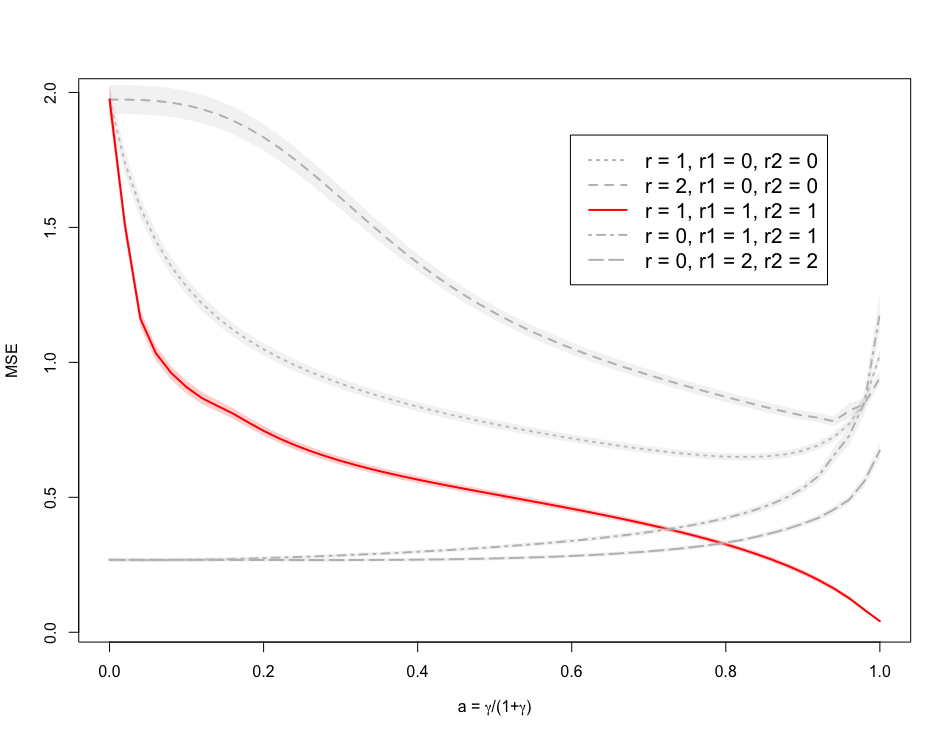 2.0
1.5
1.0
0.5
0.0
MSE
r = 1, r1 = 0, r2 = 0
r = 2, r1 = 0, r2 = 0
r = 1, r1 = 1, r2 = 1
r = 0, r1 = 1, r2 = 1
r = 0, r1 = 2, r2 = 2
0.0 0.2 0.4 0.6 0.8 1.0
a = γ/(1+γ)